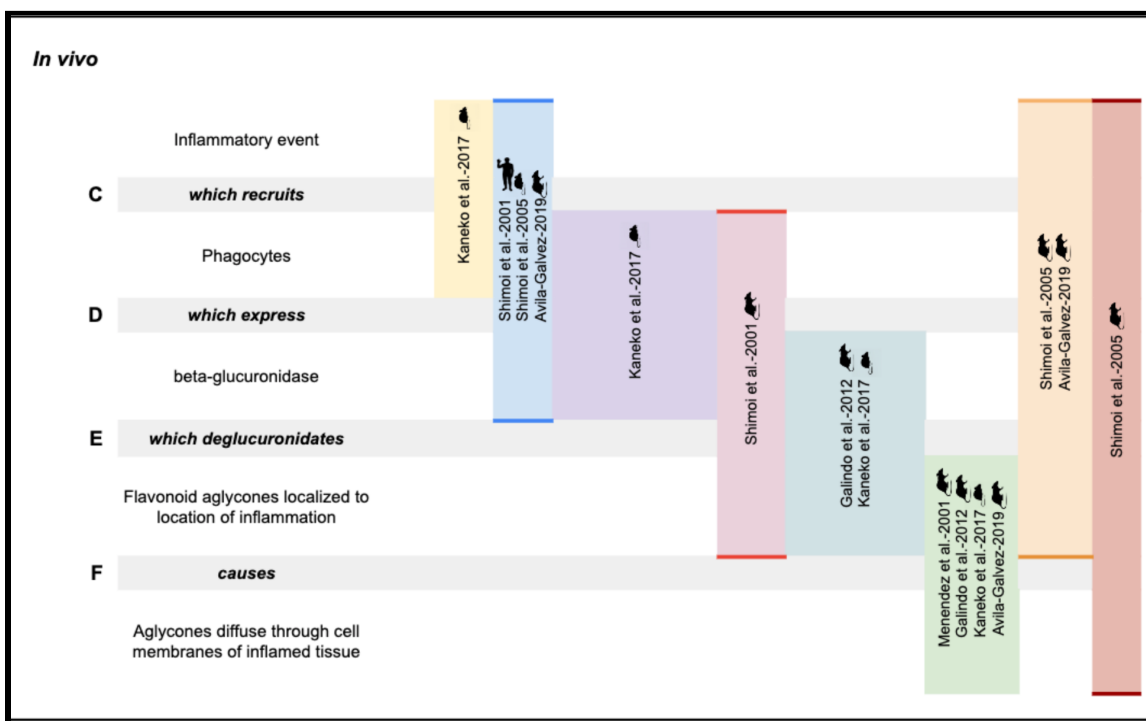 In vivo
Inflammatory event
C which recruits
Phagocytes
D which express
beta-glucuronidase
E which deglucuronidates
Flavonoid aglycones localized to
location of inflammation
F causes
Aglycones diffuse through cell
membranes of inflamed tissue
Kaneko et al.-2017
Shimoi et al.-2001
Shimoi et al.-2005
Avila-Galvez-2019
Kaneko et al.-2017
Shimoi et al.-2001
Galindo et al.-2012
Kaneko et al.-2017
Menendez et al.-2001
Galindo et al.-2012
Kaneko et al.-2017
Avila-Galvez-2019
Shimoi et al.-2005
Avila-Galvez-2019
Shimoi et al.-2005